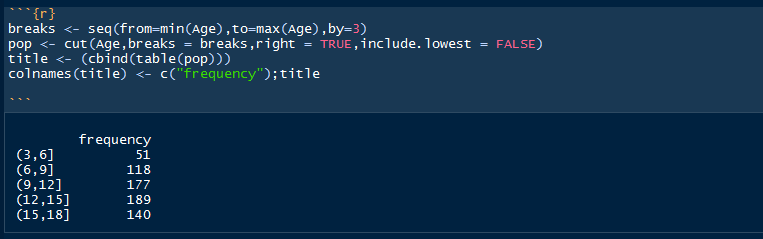 ```{r}
breaks <- seq(from=min(Age),to=max(Age),by=3)
pop <- cut(Age,breaks = breaks,right = TRUE,include.lowest = FALSE)
title <- (cbind(table(pop)))
colnames(title) <- c("frequency");title
```
frequency
(3,6] 51
(6,9] 118
(9,12] 177
(12,15] 189
(15,18] 140